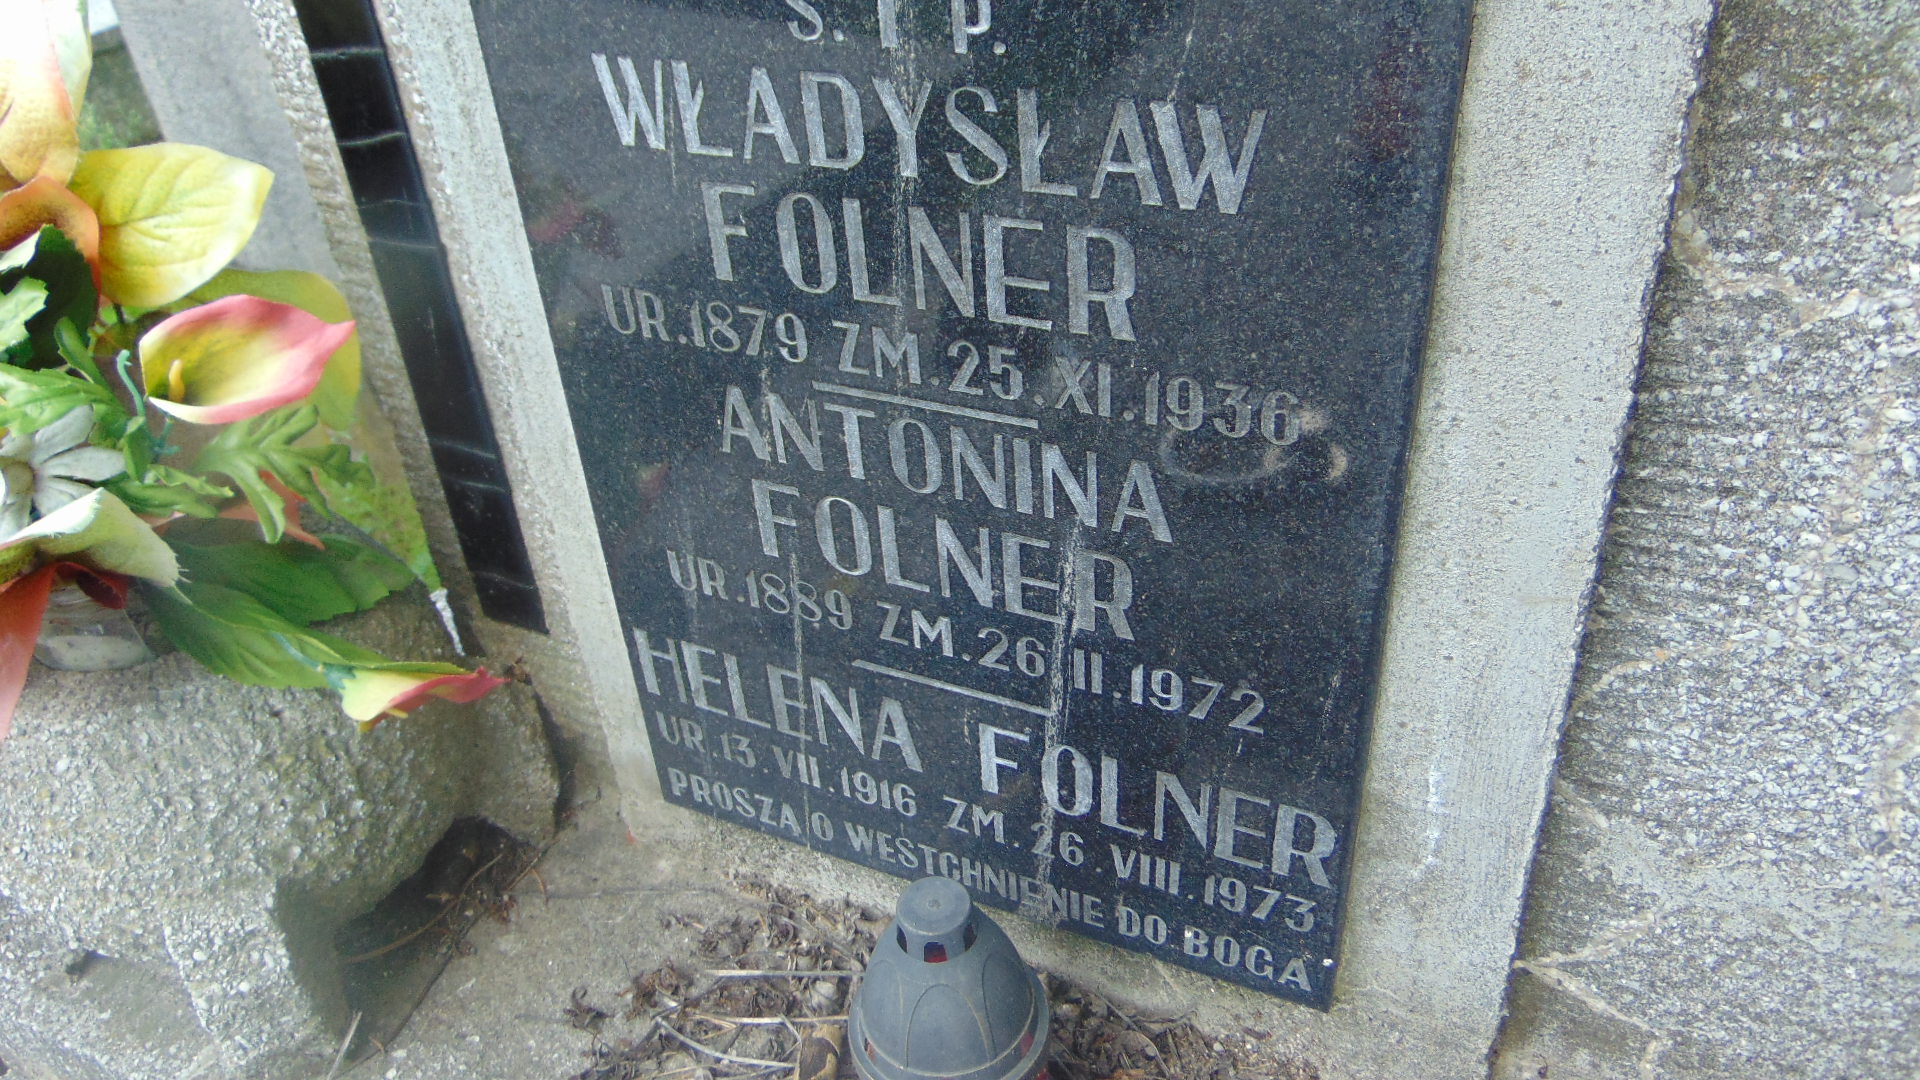 Ś. † P.
WŁADYSŁAW
FOLNER
UR. 1879 ZM. 25. XI. 1936
ANTONINA
FOLNER
UR. 1889 ZM. 26 II. 1972
HELENA FOLNER
UR. 13. VII. 1916 ZM. 26. VIII. 1973
PROSZĄ O WESTCHNIENIE DO BOGA